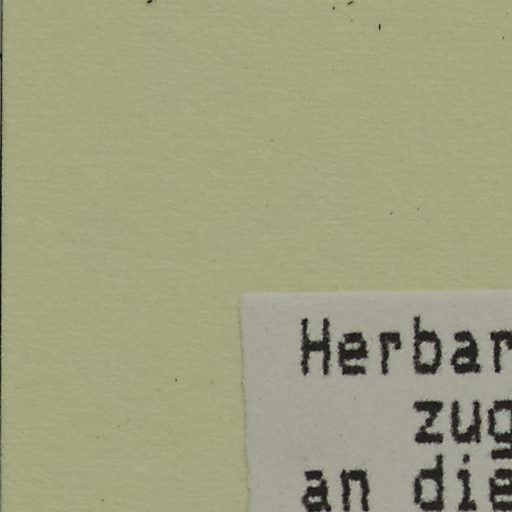 Herbar
zug
an die